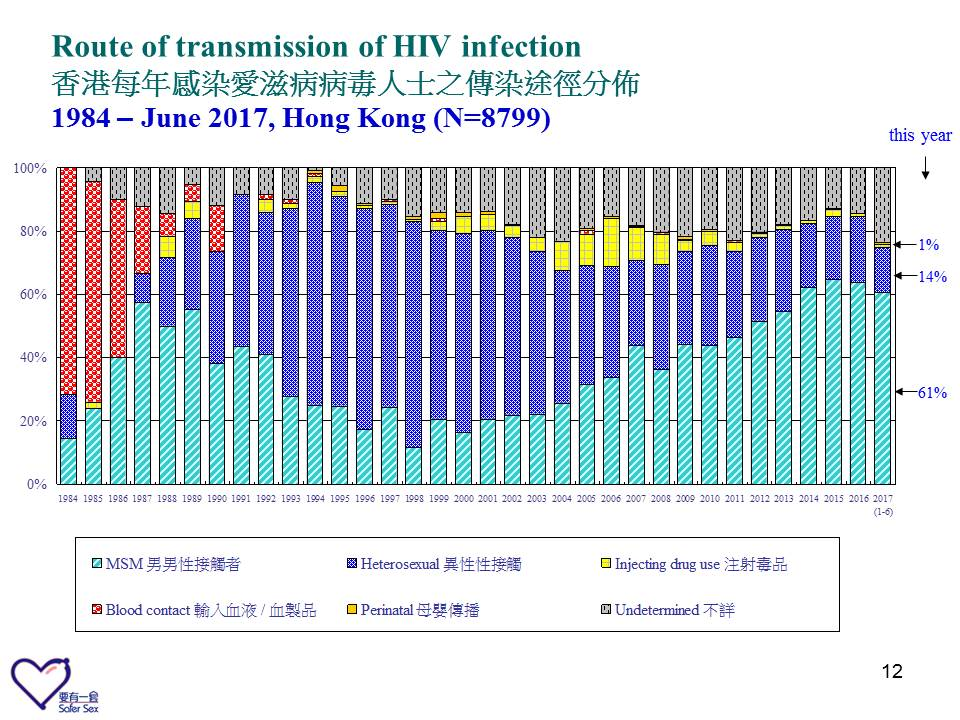 Route of transmission of HIV infection
香港每年感染愛滋病病毒人士之傳染途徑分佈
1984 – June 2017, Hong Kong (N=8799)
this year
100%
80%
60%
40%
20%
0%
1%
14%
61%
1984 1985 1986 1987 1988 1989 1990 1991 1992 1993 1994 1995 1996 1997 1998 1999 2000 2001 2002 2003 2004 2005 2006 2007 2008 2009 2010 2011 2012 2013 2014 2015 2016 2017
(1-6)
MSM 男男性接觸者 Heterosexual 異性性接觸 Injecting drug use 注射毒品
Blood contact 輸入血液 / 血製品 Perinatal 母嬰傳播 Undetermined 不詳
12
要有一套
Safer Sex